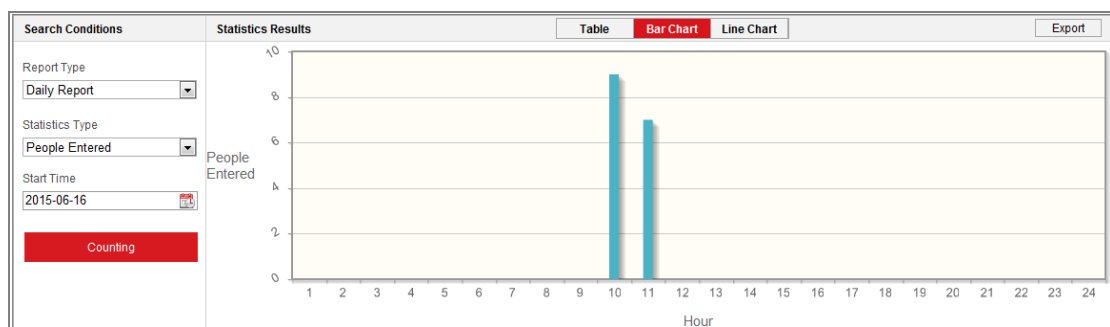 Search Conditions
Statistics Results
Table
Bar Chart
Line Chart
Export
Report Type
Daily Report
Statistics Type
People Entered
Start Time
2015-06-16
Counting
People
Entered
10
8
6
4
2
0
1 2 3 4 5 6 7 8 9 10 11 12 13 14 15 16 17 18 19 20 21 22 23 24
Hour